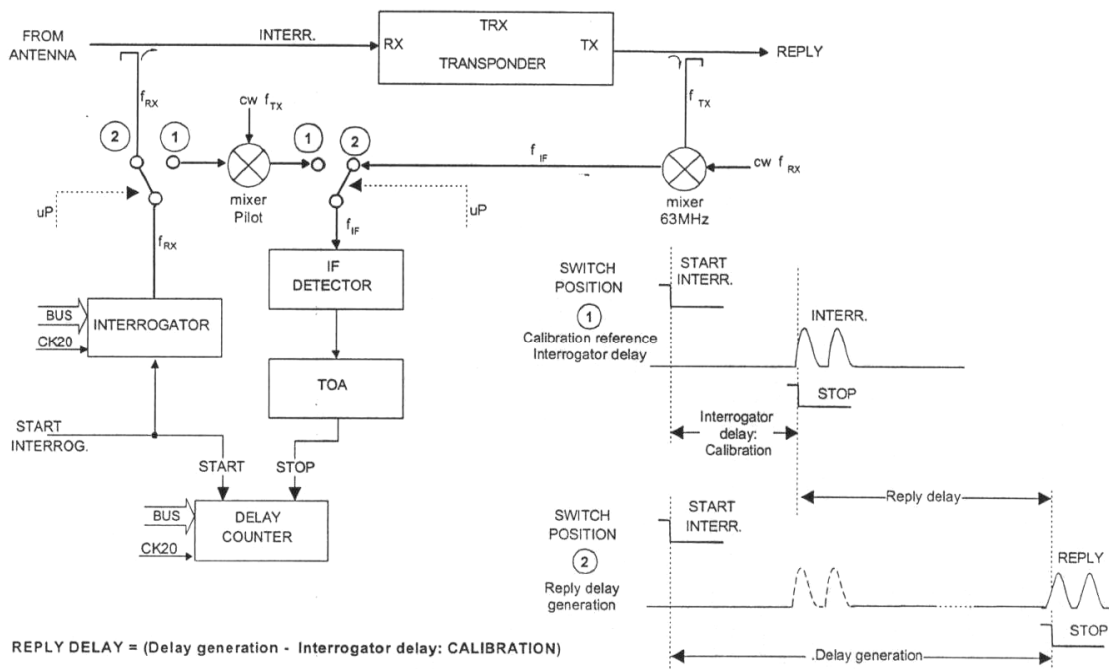 FROM
ANTENNA
INTERR.
RX
TRX
TRANSPONDER
TX
REPLY
fRX
cw fTX
f TX
2
1
1
2
f IF
cw f RX
mixer
Pilot
mixer
63MHz
uP
uP
fRX
fIF
IF
DETECTOR
BUS
INTERROGATOR
CK20
TOA
START
INTERROG.
START
STOP
BUS
DELAY
COUNTER
CK20
SWITCH
POSITION
1
Calibration reference
Interrogator delay
START
INTERR.
INTERR.
STOP
Interrogator
delay:
Calibration
Reply delay
SWITCH
POSITION
2
Reply delay
generation
START
INTERR.
REPLY
STOP
.Delay generation
REPLY DELAY = (Delay generation - Interrogator delay: CALIBRATION)